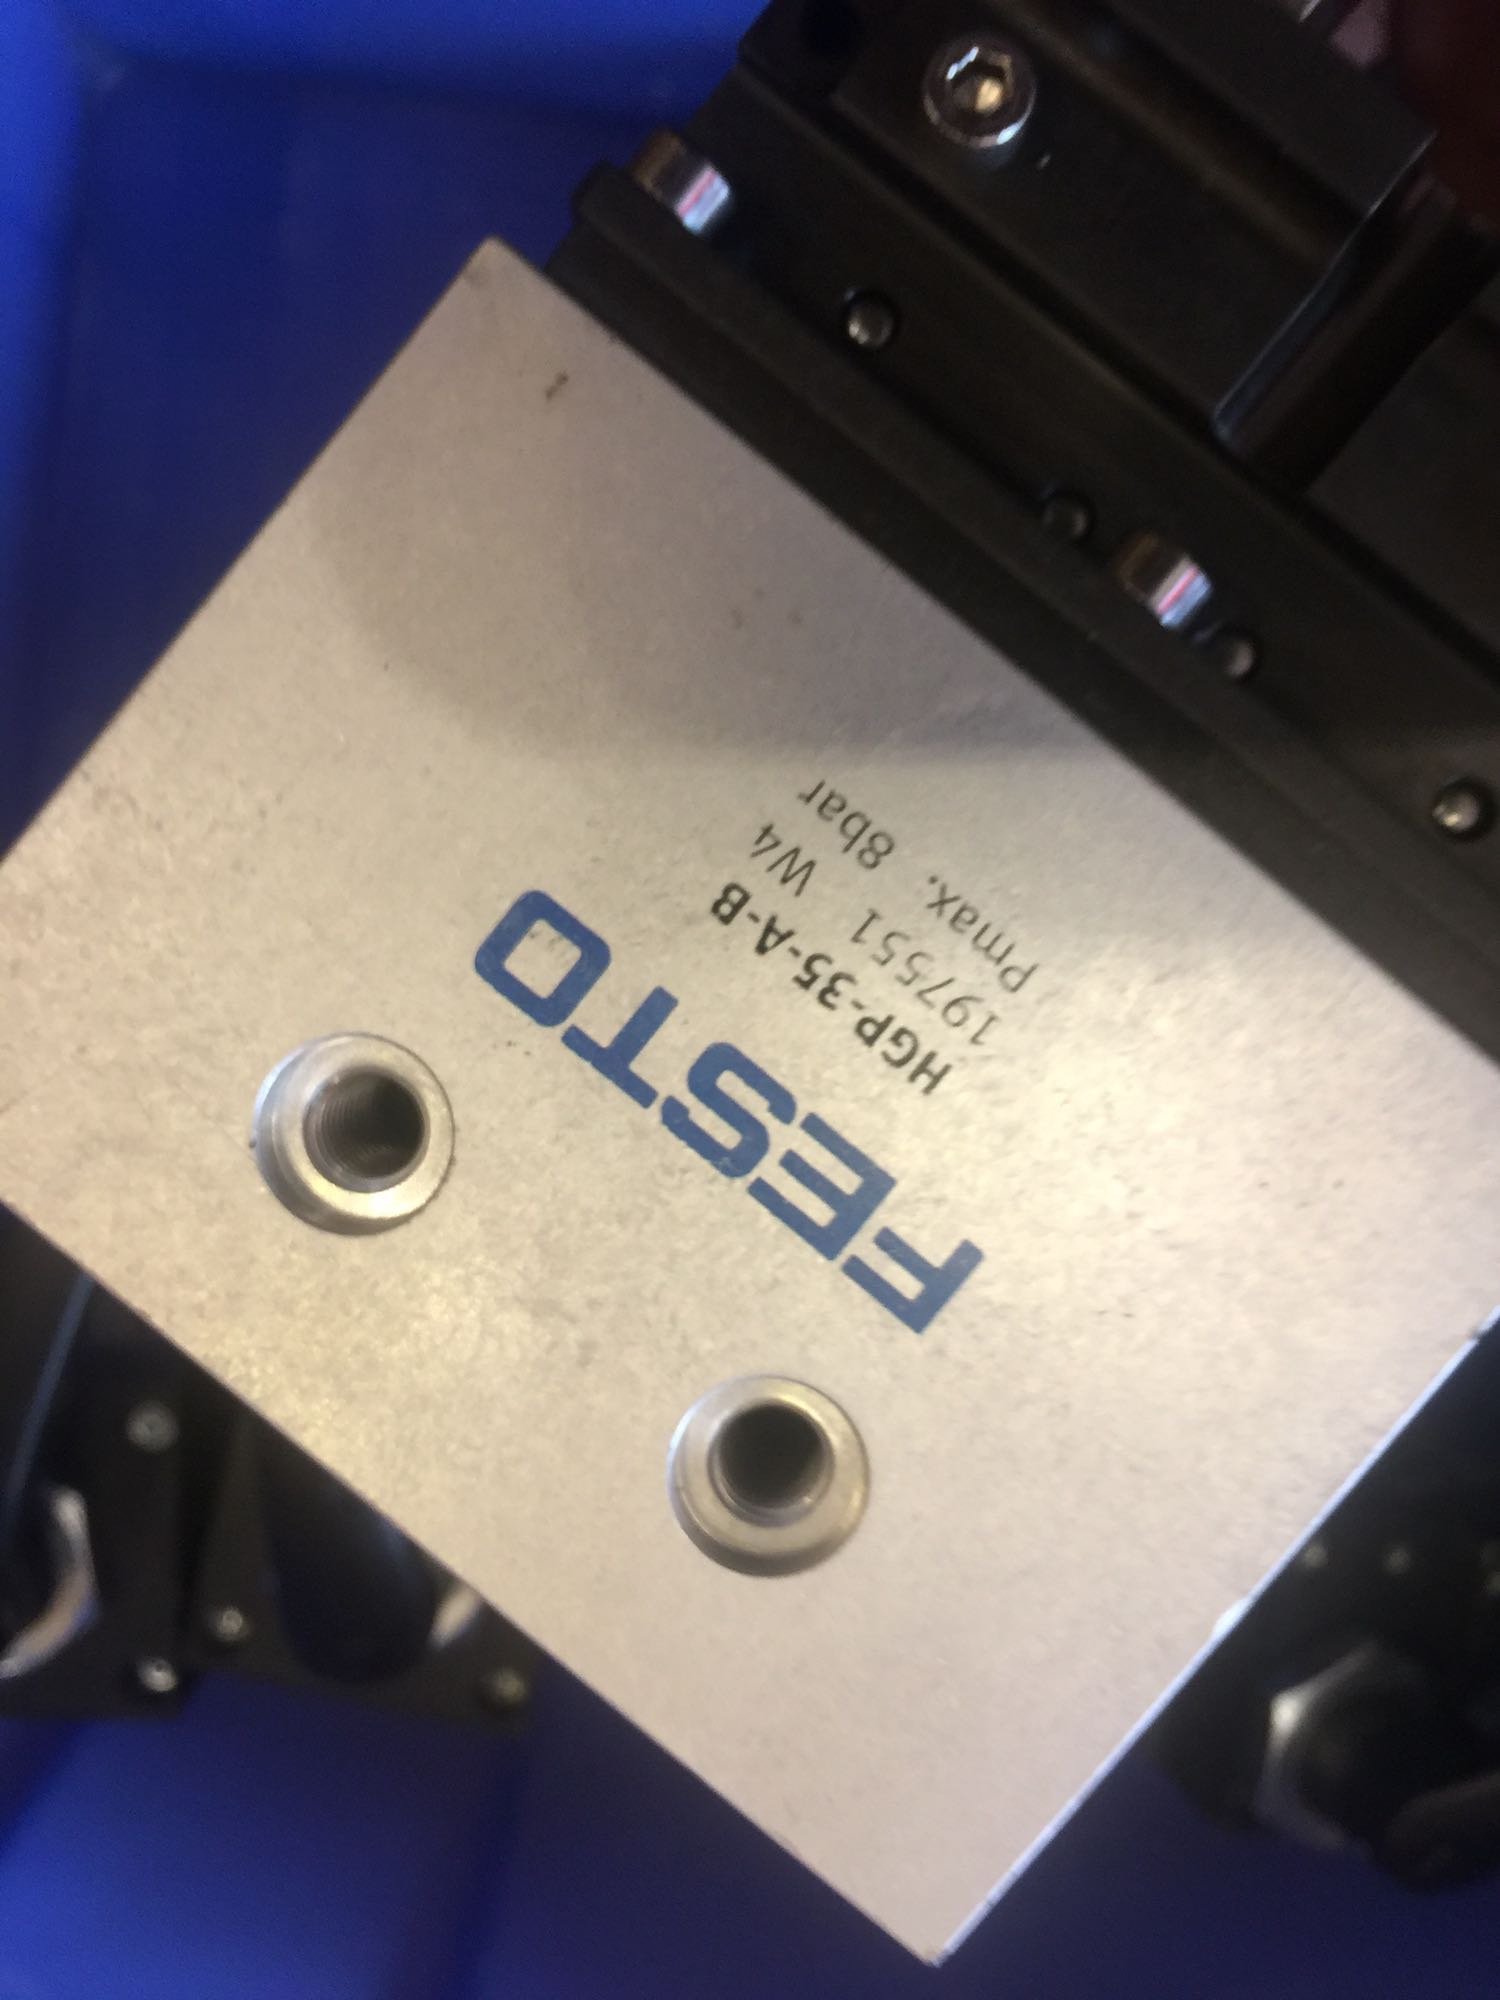 FESTO
HGP-35-A-B
197551 W4
Pmax. 8bar